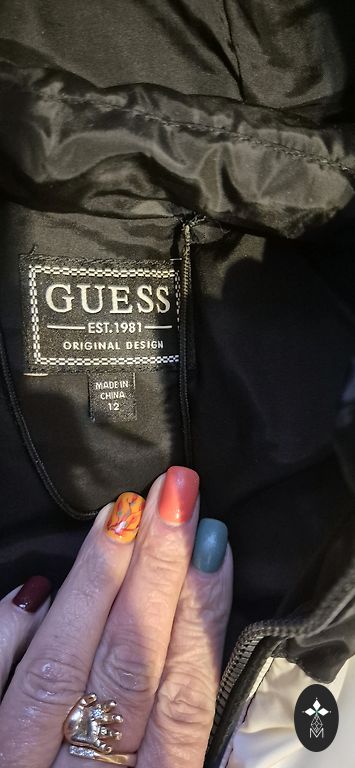 GUESS
EST.1981
ORIGINAL DESIGN
MADE IN
CHINA
12